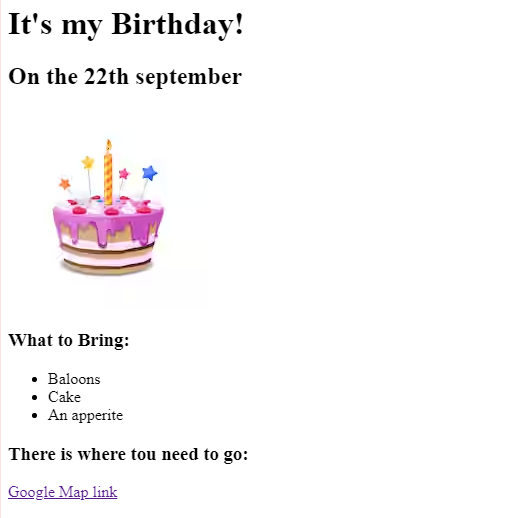 It's my Birthday!
On the 22th september
What to Bring:
Baloons
Cake
An apperite
There is where tou need to go:
Google Map link